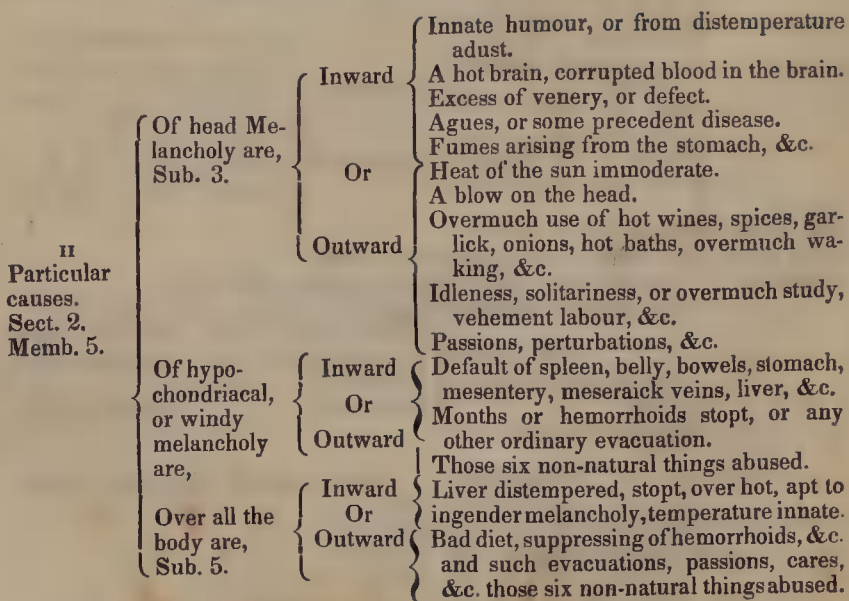 II
Particular
causes.
Sect. 2.
Memb. 5.
Of head Me-
lancholy are,
Sub. 3.
Inward
Or
Outward
Innate humour, or from distemperature
adust.
A hot brain, corrupted blood in the brain.
Excess of venery, or defect.
Agues, or some precedent disease.
Fumes arising from the stomach, &c.
Heat of the sun immoderate.
A blow on the head.
Overmuch use of hot wines, spices, gar-
lick, onions, hot baths, overmuch wa-
king, &c.
Idleness, solitariness, or overmuch study,
vehement labour, &c.
Passions, perturbations, &c.
Of hypo-
chondriacal,
or windy
melancholy
are,
Inward
Or
Outward
Default of spleen, belly, bowels, stomach,
mesentery, meseraick veins, liver, &c.
Months or hemorrhoids stopt, or any
other ordinary evacuation.
Those six non-natural things abused.
Over all the
body are,
Sub. 5.
Inward
Or
Outward
Liver distempered, stopt, over hot, apt to
ingender melancholy, temperature innate.
Bad diet, suppressing of hemorrhoids, &c.
and such evacuations, passions, cares,
&c. those six non-natural things abused.